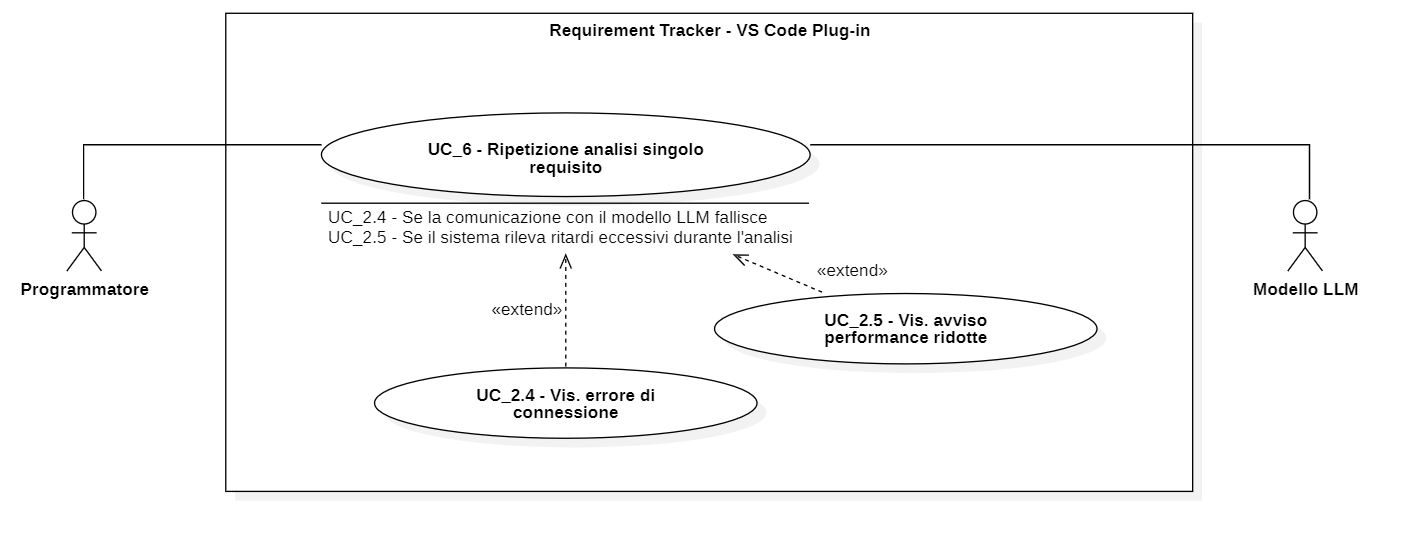 Requirement Tracker - VS Code Plug-in
UC_6 - Ripetizione analisi singolo
requisito
UC_2.4 - Se la comunicazione con il modello LLM fallisce
UC_2.5 - Se il sistema rileva ritardi eccessivi durante l'analisi
«extend»
Programmatore
Modello LLM
«extend»
UC_2.5 - Vis. avviso
performance ridotte
UC_2.4 - Vis. errore di
connessione